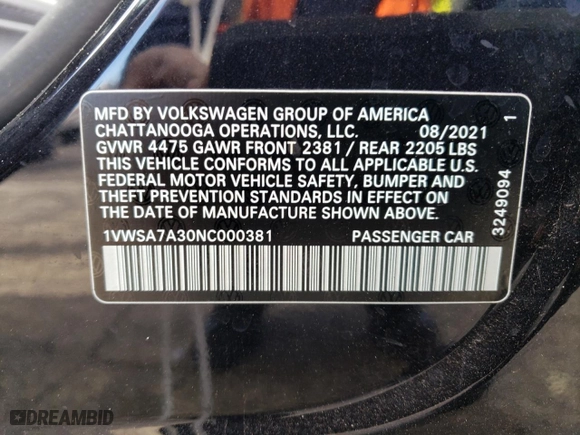 MFD BY VOLKSWAGEN GROUP OF AMERICA
CHATTANOOGA OPERATIONS, LLC. 08/2021
GVWR 4475 GAWR FRONT 2381 / REAR 2205 LBS
THIS VEHICLE CONFORMS TO ALL APPLICABLE U.S.
FEDERAL MOTOR VEHICLE SAFETY, BUMPER AND
THEFT PREVENTION STANDARDS IN EFFECT ON
THE DATE OF MANUFACTURE SHOWN ABOVE.
1VWSA7A30NC000381 PASSENGER CAR
3249094 1
DREAMBID